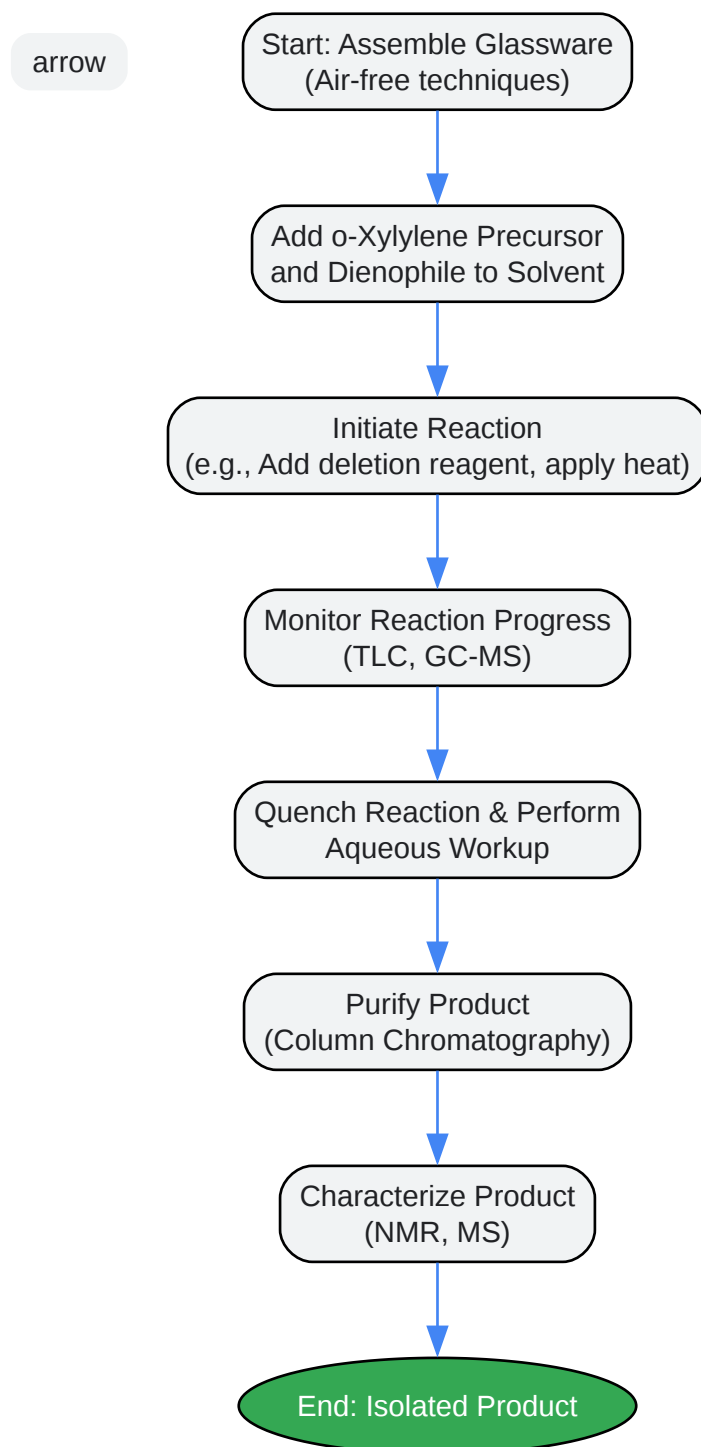 arrow
Start: Assemble Glassware
(Air-free techniques)
Add o-Xylylene Precursor
and Dienophile to Solvent
Initiate Reaction
(e.g., Add deletion reagent, apply heat)
Monitor Reaction Progress
(TLC, GC-MS)
Quench Reaction & Perform
Aqueous Workup
Purify Product
(Column Chromatography)
Characterize Product
(NMR, MS)
End: Isolated Product